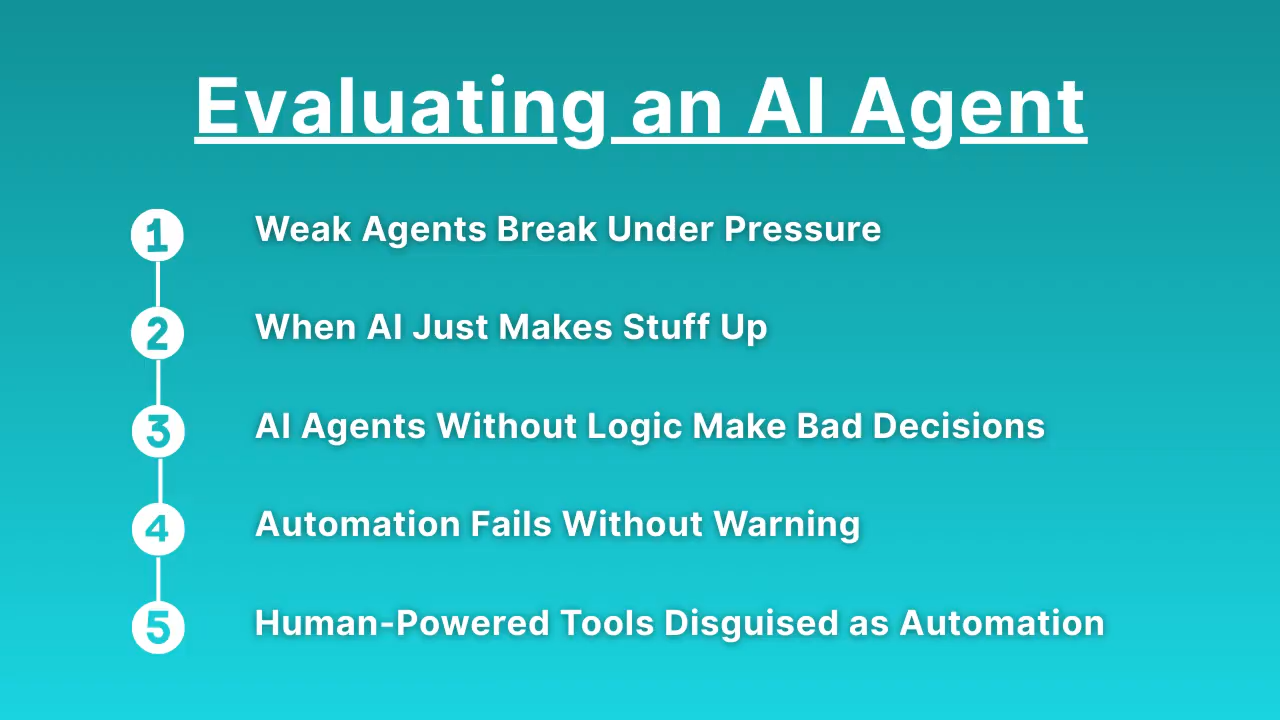 Evaluating an AI Agent
1 Weak Agents Break Under Pressure
2 When AI Just Makes Stuff Up
3 AI Agents Without Logic Make Bad Decisions
4 Automation Fails Without Warning
5 Human-Powered Tools Disguised as Automation